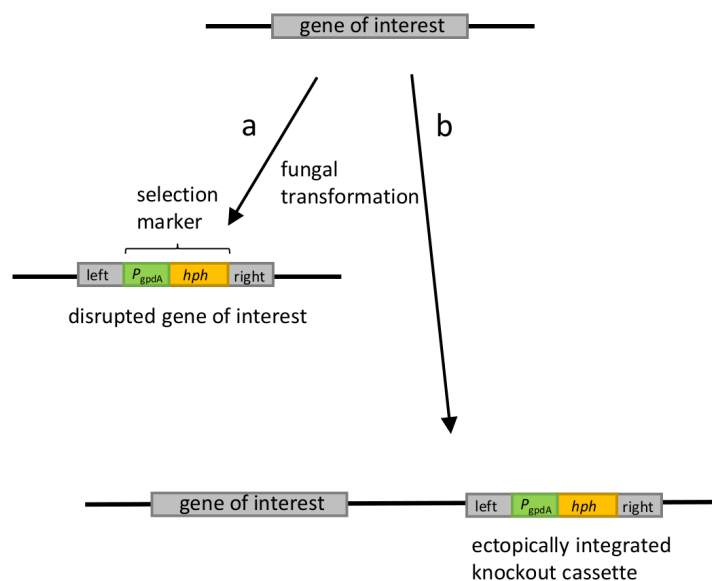 gene of interest
a
b
fungal
transformation
selection
marker
left PgpdA hph right
disrupted gene of interest
gene of interest
left PgpdA hph right
ectopically integrated
knockout cassette